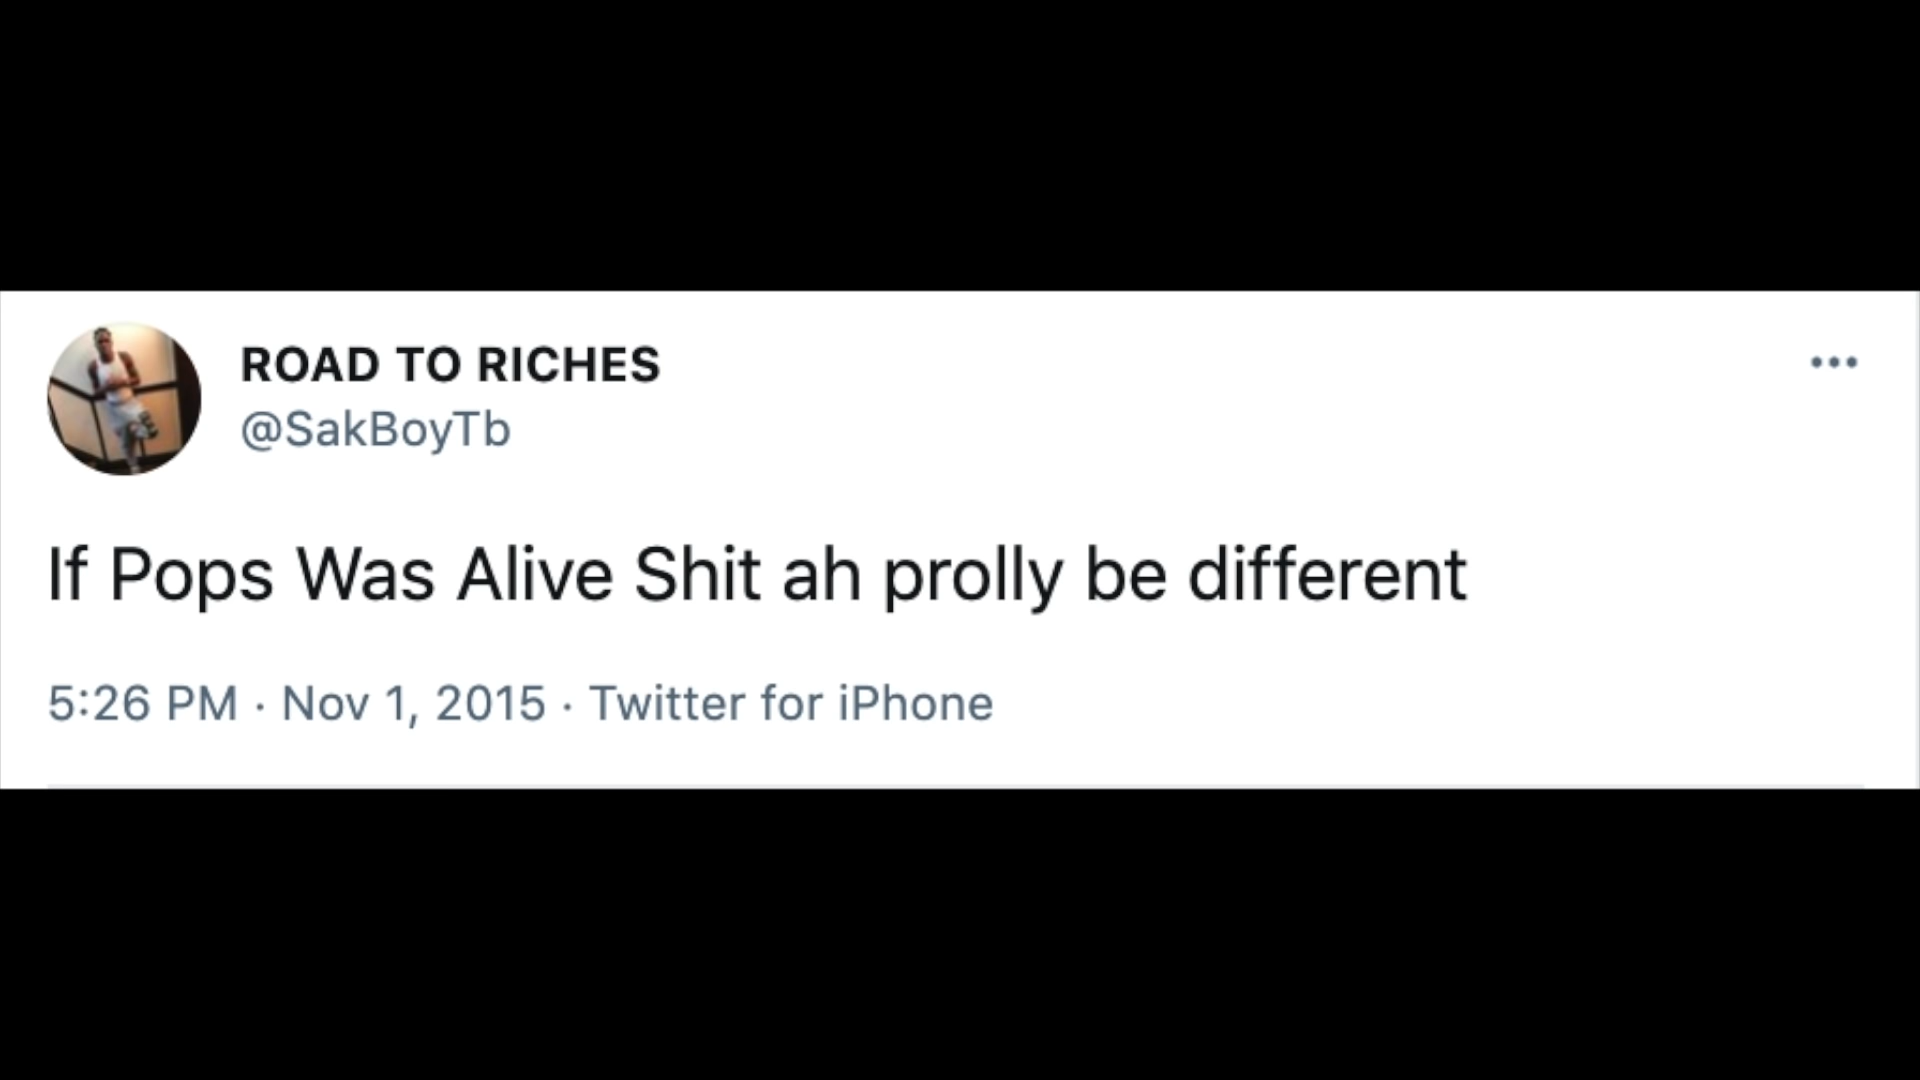 ROAD TO RICHES
@SakBoyTb
If Pops Was Alive Shit ah prolly be different
5:26 PM · Nov 1, 2015 · Twitter for iPhone